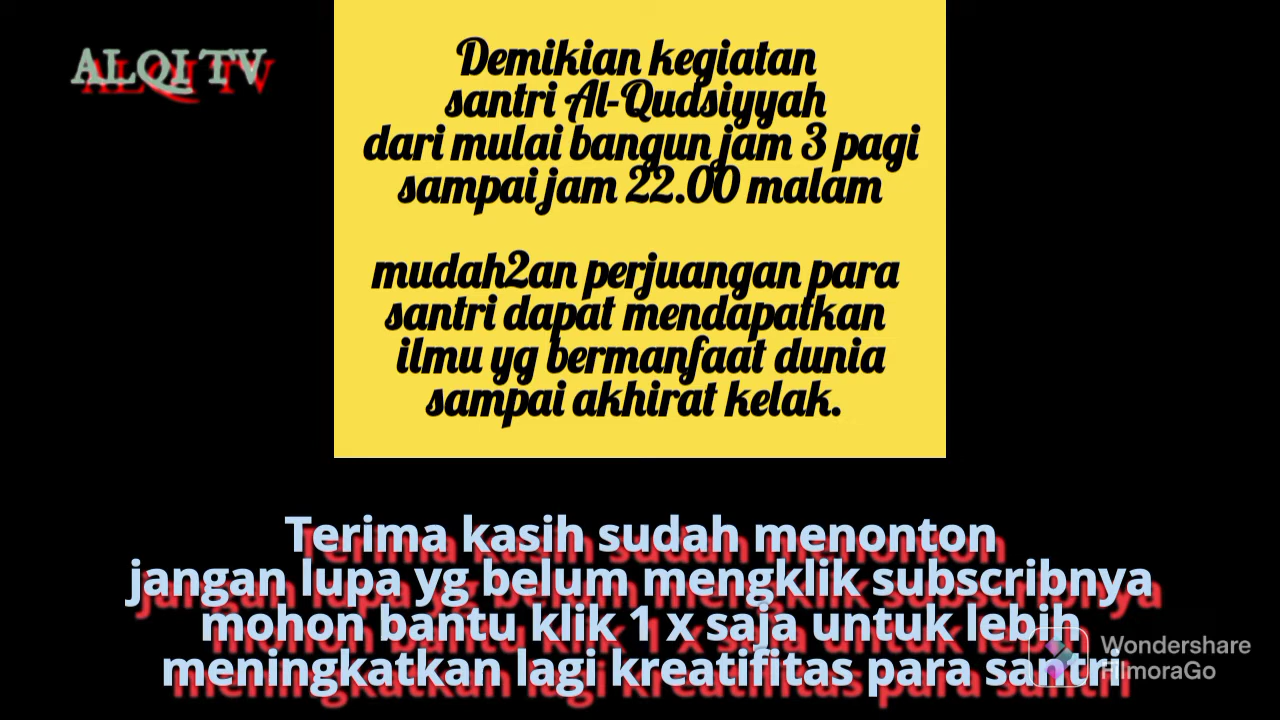 ALQI TV
Demikian kegiatan
santri Al-Qudsiyyah
dari mulai bangun jam 3 pagi
sampai jam 22.00 malam
mudah2an perjuangan para
santri dapat mendapatkan
ilmu yg bermanfaat dunia
sampai akhirat kelak.
Terima kasih sudah menonton
jangan lupa yg belum mengklik subscribnya
mohon bantu klik 1 x saja untuk lebih
meningkatkan lagi kreatifitas para santri
Wondershare
FilmoraGo